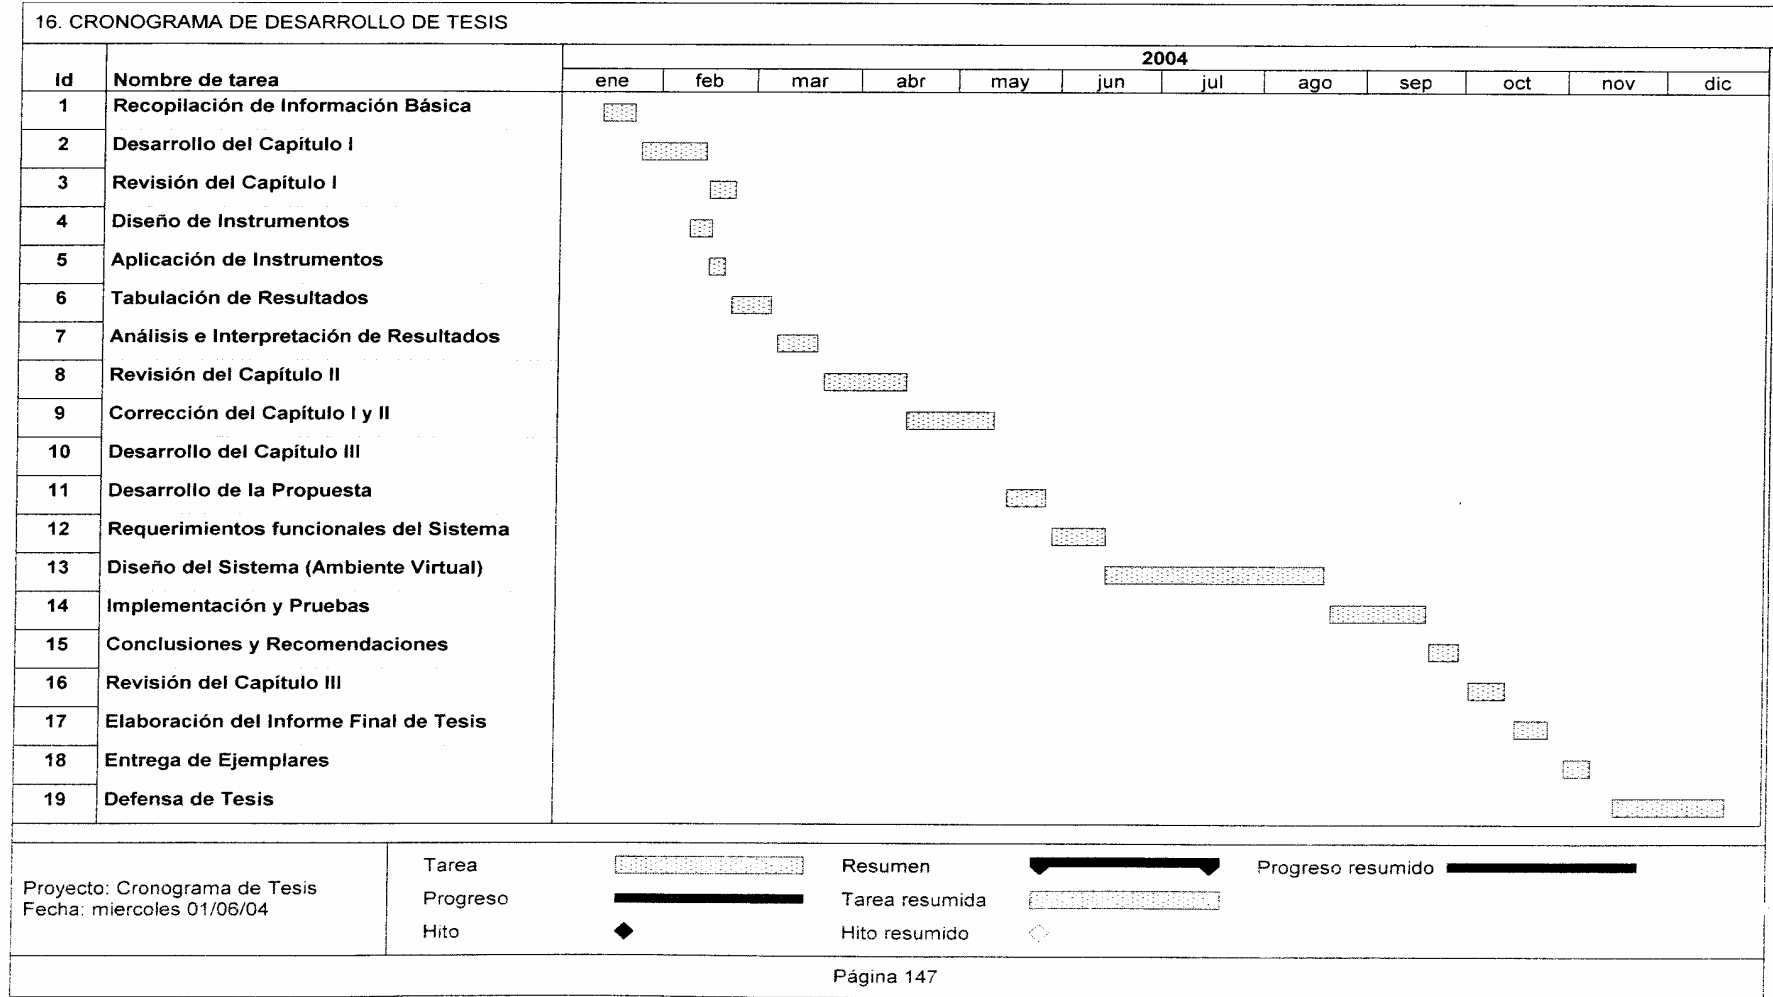 16. CRONOGRAMA DE DESARROLLO DE TESIS
2004
Id Nombre de tarea ene feb mar abr may jun jul ago sep oct nov dic
1 Recopilación de Información Básica
2 Desarrollo del Capítulo I
3 Revisión del Capítulo I
4 Diseño de Instrumentos
5 Aplicación de Instrumentos
6 Tabulación de Resultados
7 Análisis e Interpretación de Resultados
8 Revisión del Capítulo II
9 Corrección del Capítulo I y II
10 Desarrollo del Capítulo III
11 Desarrollo de la Propuesta
12 Requerimientos funcionales del Sistema
13 Diseño del Sistema (Ambiente Virtual)
14 Implementación y Pruebas
15 Conclusiones y Recomendaciones
16 Revisión del Capítulo III
17 Elaboración del Informe Final de Tesis
18 Entrega de Ejemplares
19 Defensa de Tesis
Proyecto: Cronograma de Tesis
Fecha: miercoles 01/06/04
Tarea Resumen Progreso resumido
Progreso Tarea resumida
Hito Hito resumido
Página 147